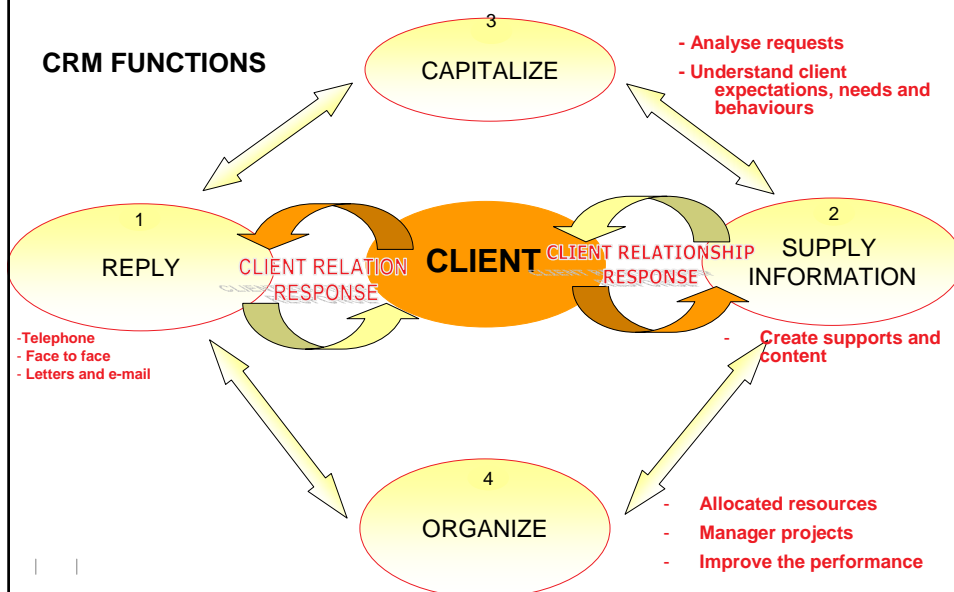 CRM FUNCTIONS
3
CAPITALIZE
- Analyse requests
- Understand client
expectations, needs and
behaviours
1
REPLY
CLIENT RELATION
RESPONSE
CLIENT
CLIENT RELATIONSHIP
RESPONSE
2
SUPPLY
INFORMATION
-Telephone
- Face to face
- Letters and e-mail
- Create supports and
content
4
ORGANIZE
- Allocated resources
- Manager projects
- Improve the performance